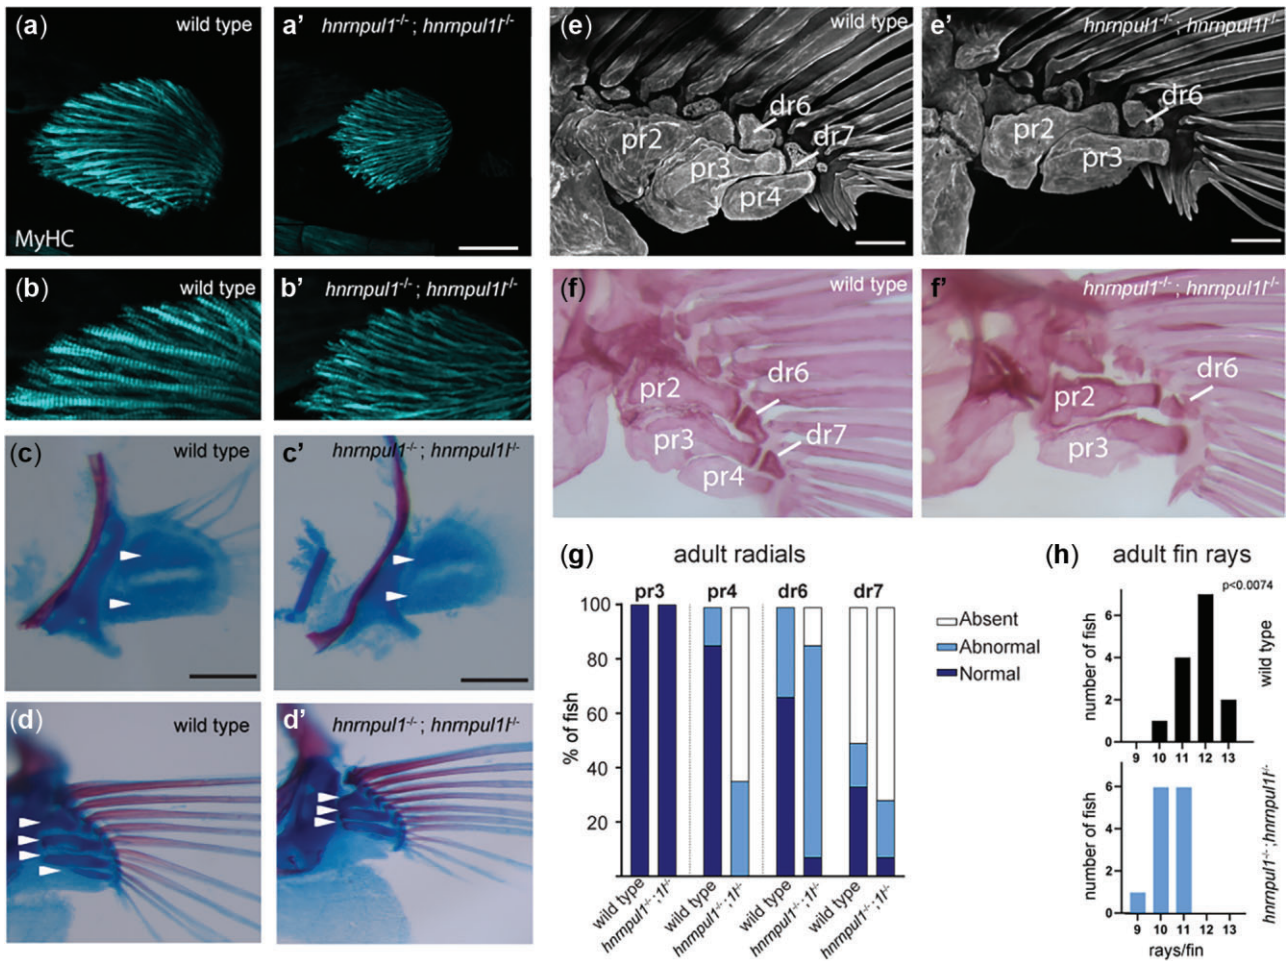 (a) wild type
a' hnrnpul1-/-; hnrnpul1l-/-
MyHC
(b) wild type
b' hnrnpul1-/-; hnrnpul1l-/-
(c) wild type
c' hnrnpul1-/-; hnrnpul1l-/-
(d) wild type
d' hnrnpul1-/-; hnrnpul1l-/-
(e) wild type
pr2
dr6
dr7
pr3
pr4
e' hnrnpul1-/-; hnrnpul1l-/-
dr6
pr2
pr3
(f) wild type
dr6
pr2
dr7
pr3
pr4
f' hnrnpul1-/-; hnrnpul1l-/-
dr6
pr2
pr3
(g) adult radials
pr3 pr4 dr6 dr7
100
80
60
40
20
% of fish
wild type
hnrnpul1-/-;1l-/-
wild type
hnrnpul1-/-;1l-/-
wild type
hnrnpul1-/-;1l-/-
wild type
hnrnpul1-/-;1l-/-
Absent
Abnormal
Normal
(h) adult fin rays
p<0.0074
number of fish
6
4
2
0
9 10 11 12 13
wild type
number of fish
6
4
2
0
9 10 11 12 13
rays/fin
hnrnpul1-/-;hnrnpul1l-/-